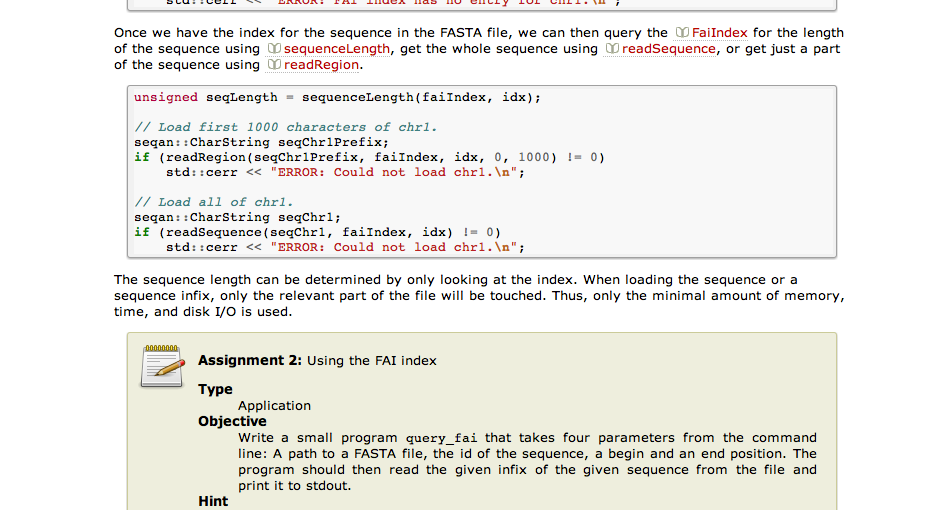 std::cerr << "ERROR: FAI index has no entry for chr1.\n";
Once we have the index for the sequence in the FASTA file, we can then query the FaiIndex for the length
of the sequence using sequenceLength, get the whole sequence using readSequence, or get just a part
of the sequence using readRegion.
unsigned seqLength = sequenceLength(faiIndex, idx);
// Load first 1000 characters of chr1.
seqan::CharString seqChr1Prefix;
if (readRegion(seqChr1Prefix, faiIndex, idx, 0, 1000) != 0)
std::cerr << "ERROR: Could not load chr1.\n";
// Load all of chr1.
seqan::CharString seqChr1;
if (readSequence(seqChr1, faiIndex, idx) != 0)
std::cerr << "ERROR: Could not load chr1.\n";
The sequence length can be determined by only looking at the index. When loading the sequence or a
sequence infix, only the relevant part of the file will be touched. Thus, only the minimal amount of memory,
time, and disk I/O is used.
Assignment 2: Using the FAI index
Type
Application
Objective
Write a small program query_fai that takes four parameters from the command
line: A path to a FASTA file, the id of the sequence, a begin and an end position. The
program should then read the given infix of the given sequence from the file and
print it to stdout.
Hint